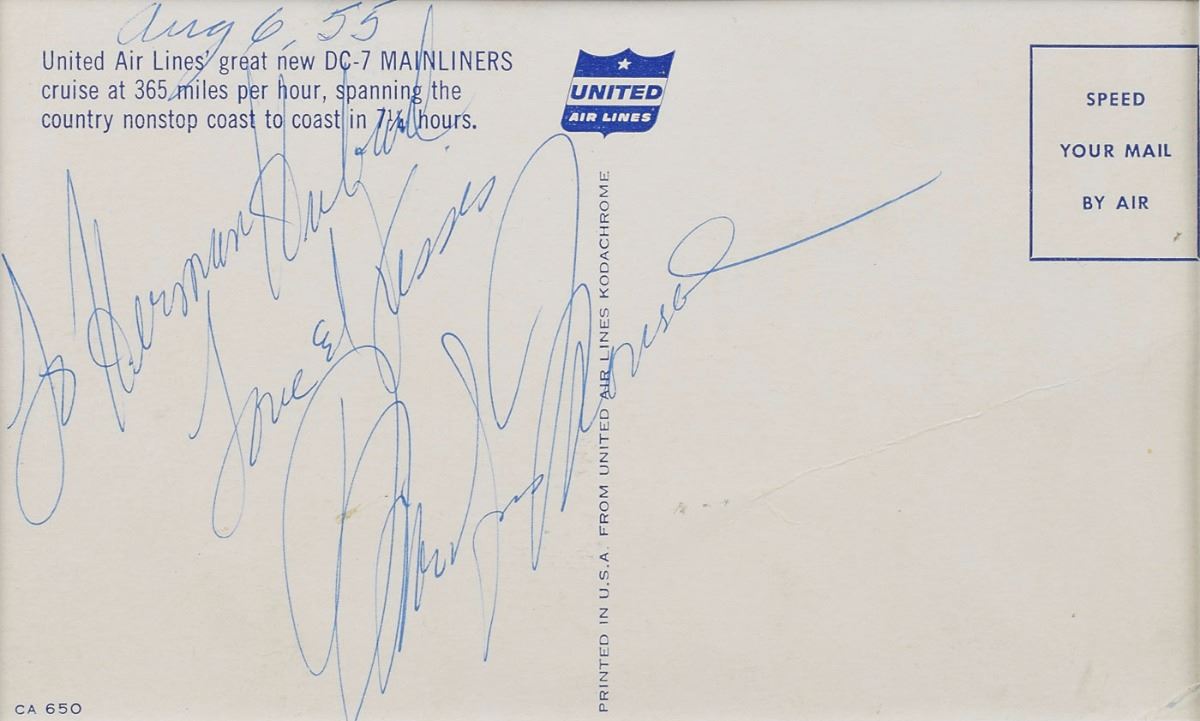 Aug 6, 55
United Air Lines' great new DC-7 MAINLINERS
cruise at 365 miles per hour, spanning the
country nonstop coast to coast in 7¼ hours.
UNITED
AIR LINES
SPEED
YOUR MAIL
BY AIR
To Herman
Love & Kisses
Marilyn Monroe
PRINTED IN U.S.A. FROM UNITED AIR LINES KODACHROME
CA 650